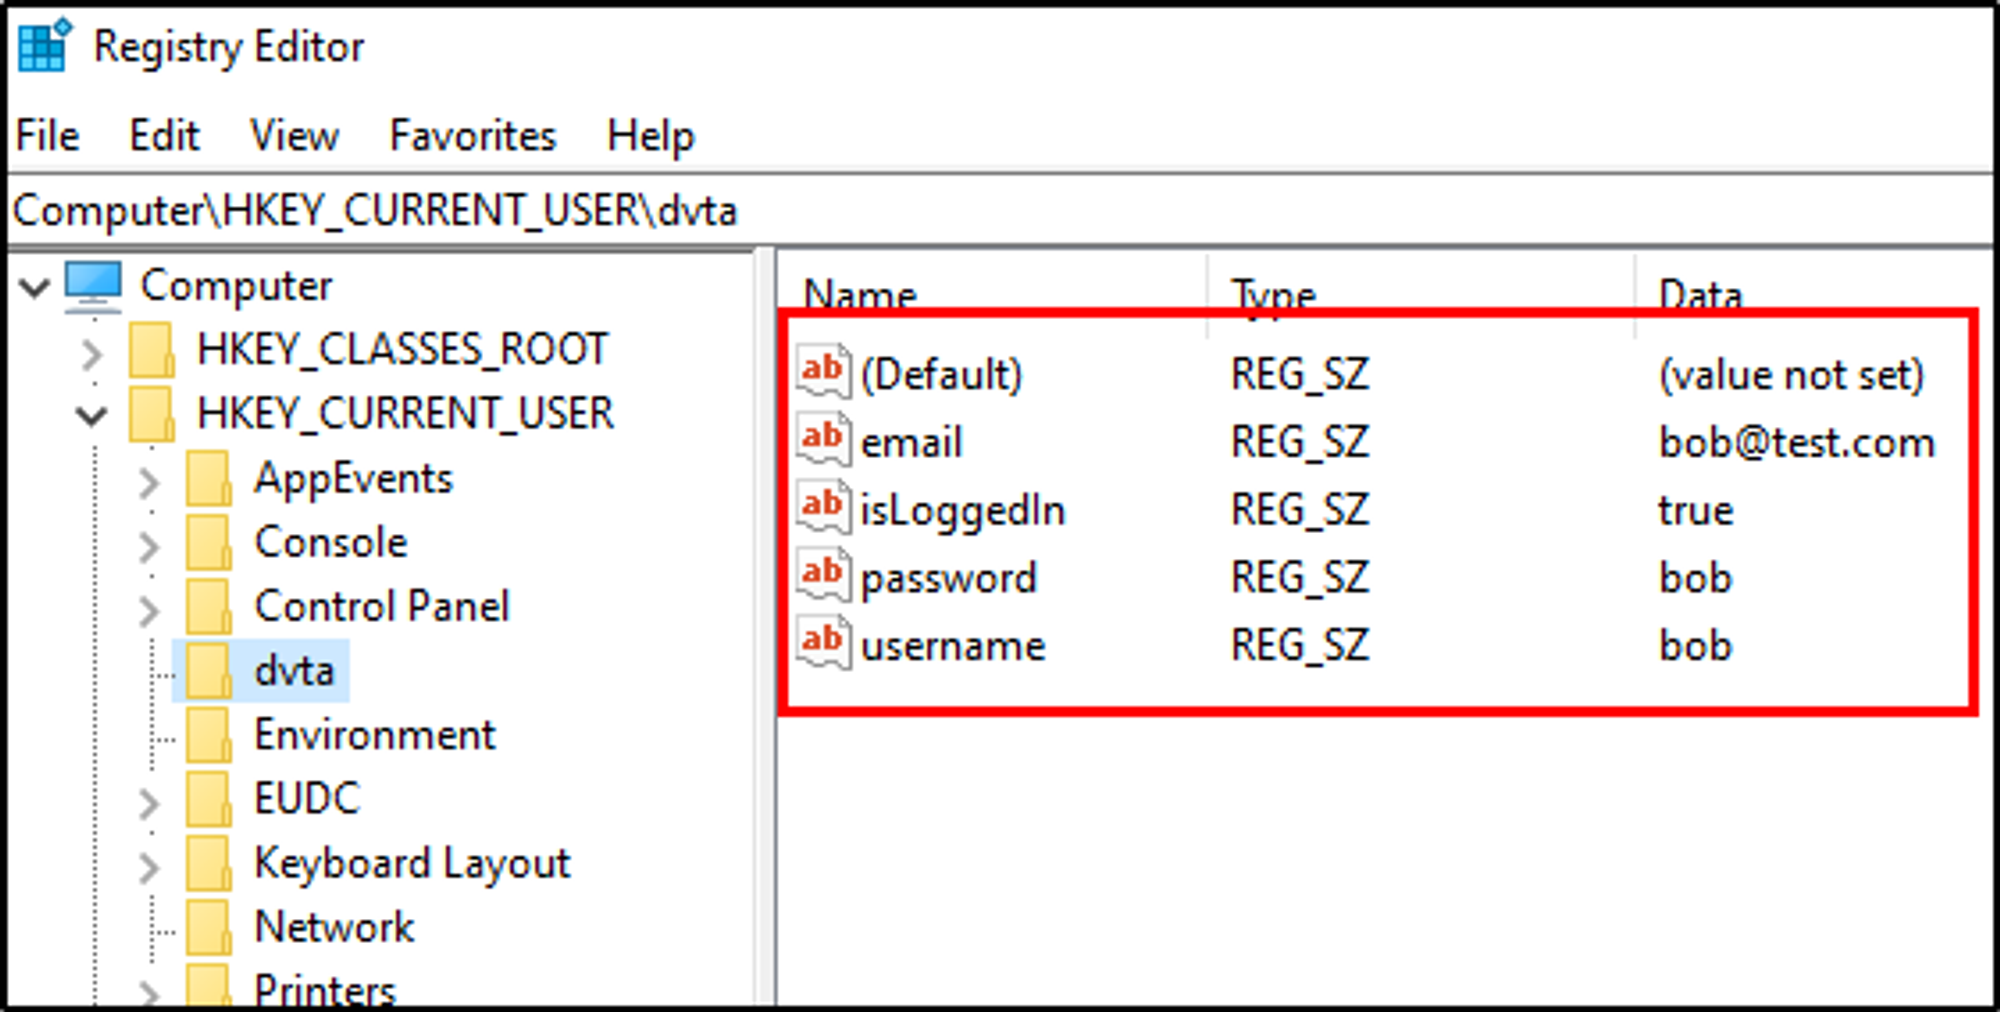 Registry Editor
File Edit View Favorites Help
Computer\HKEY_CURRENT_USER\dvta
Computer
HKEY_CLASSES_ROOT
HKEY_CURRENT_USER
AppEvents
Console
Control Panel
dvta
Environment
EUDC
Keyboard Layout
Network
Printers
Name Type Data
ab (Default) REG_SZ (value not set)
ab email REG_SZ bob@test.com
ab isLoggedIn REG_SZ true
ab password REG_SZ bob
ab username REG_SZ bob